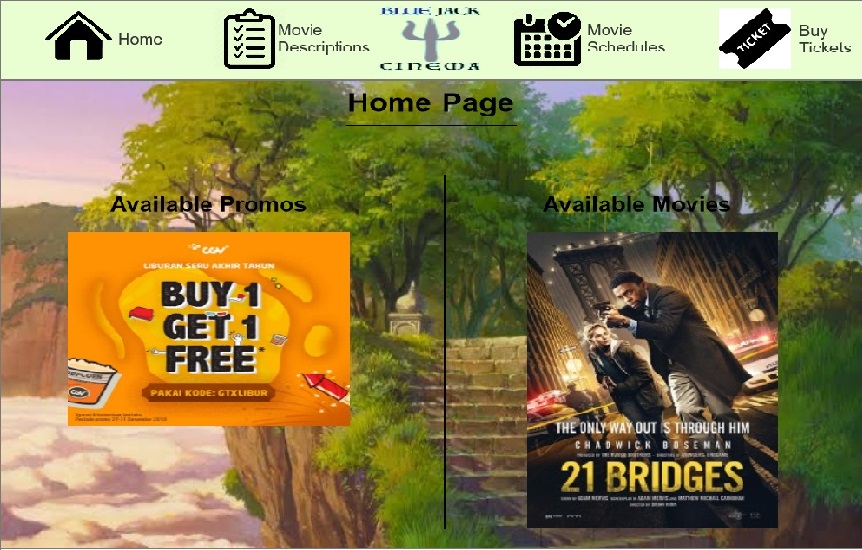 Home
Movie
Descriptions
BLUE JACK
CINEMA
Movie
Schedules
TICKET
Buy
Tickets
Home Page
Available Promos
CGV
LIBURAN SERU AKHIR TAHUN
BUY 1
GET 1
FREE
PAKAI KODE: GTXLIBUR
Available Movies
THE ONLY WAY OUT IS THROUGH HIM
CHADWICK BOSEMAN
21 BRIDGES